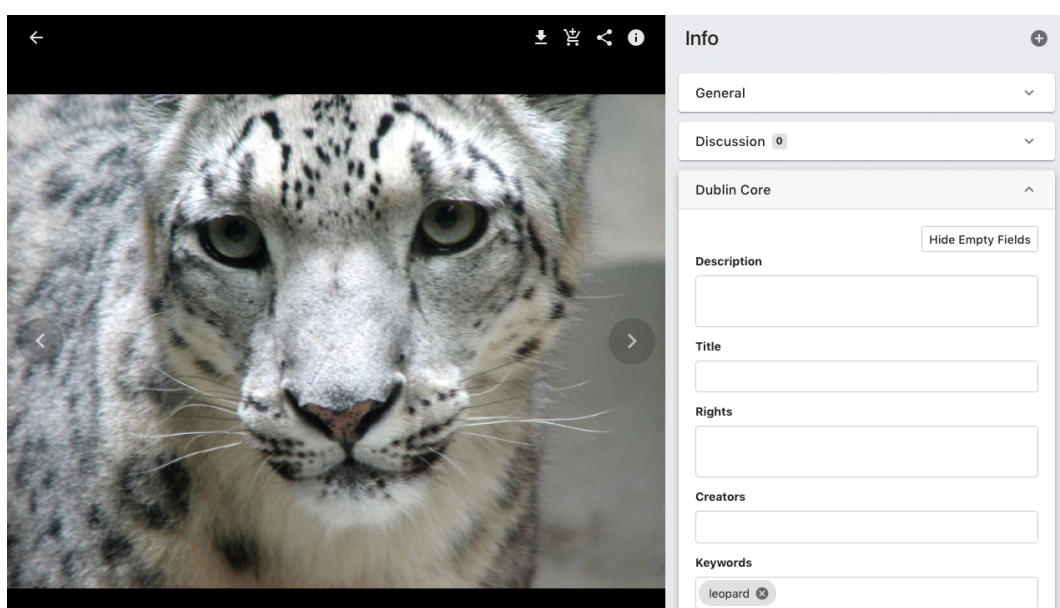 Info
General
Discussion 0
Dublin Core
Hide Empty Fields
Description
Title
Rights
Creators
Keywords
leopard